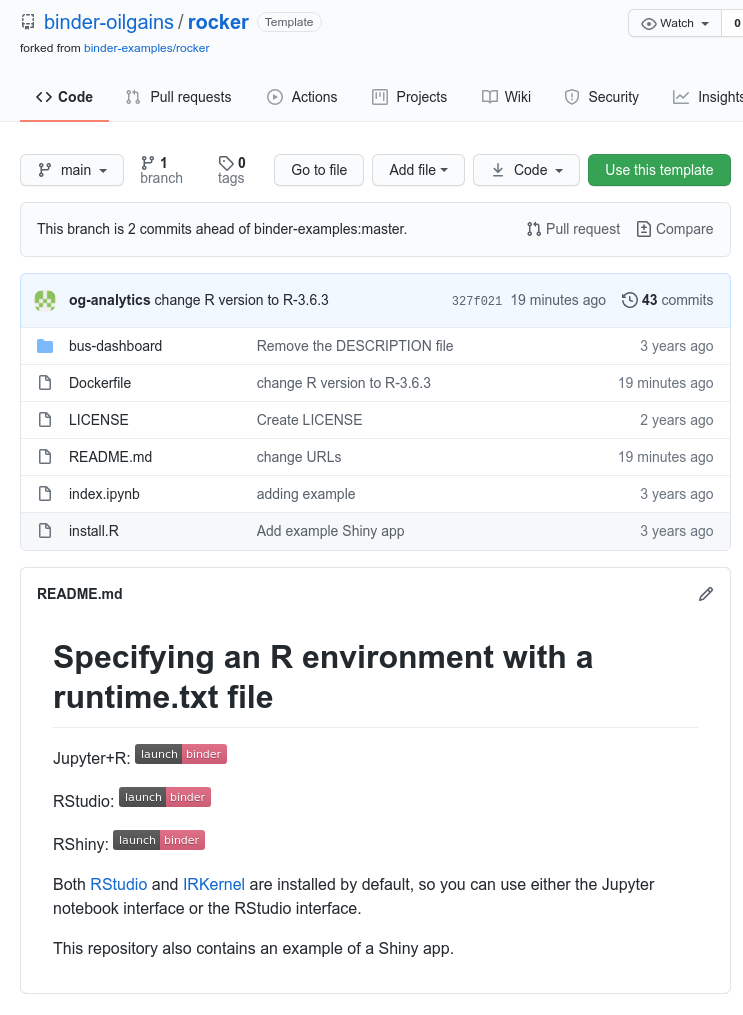 binder-oilgains / rocker Template Watch 0
forked from binder-examples/rocker
Code Pull requests Actions Projects Wiki Security Insights
main 1 branch 0 tags Go to file Add file Code Use this template
This branch is 2 commits ahead of binder-examples:master. Pull request Compare
og-analytics change R version to R-3.6.3 327f021 19 minutes ago 43 commits
bus-dashboard Remove the DESCRIPTION file 3 years ago
Dockerfile change R version to R-3.6.3 19 minutes ago
LICENSE Create LICENSE 2 years ago
README.md change URLs 19 minutes ago
index.ipynb adding example 3 years ago
install.R Add example Shiny app 3 years ago
README.md
Specifying an R environment with a
runtime.txt file
Jupyter+R: launch binder
RStudio: launch binder
RShiny: launch binder
Both RStudio and IRKernel are installed by default, so you can use either the Jupyter
notebook interface or the RStudio interface.
This repository also contains an example of a Shiny app.